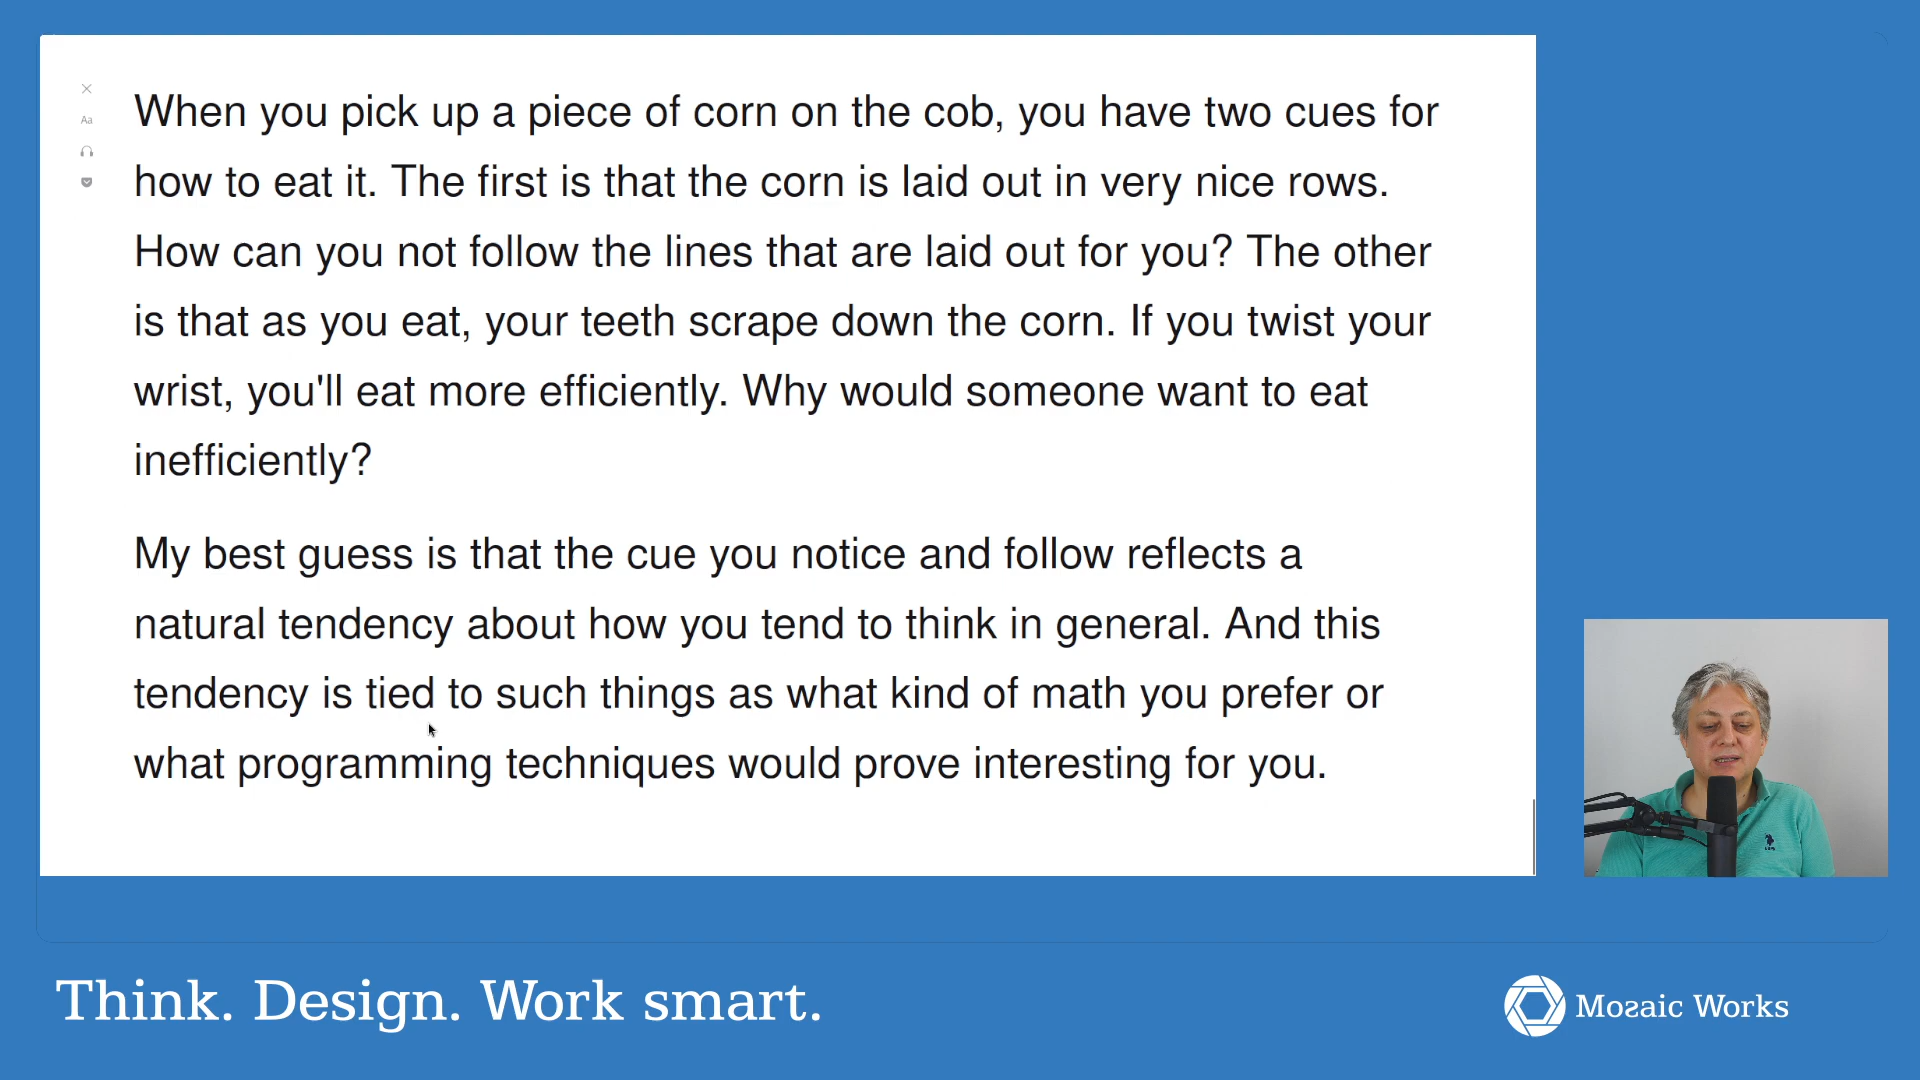 Aa
When you pick up a piece of corn on the cob, you have two cues for
how to eat it. The first is that the corn is laid out in very nice rows.
How can you not follow the lines that are laid out for you? The other
is that as you eat, your teeth scrape down the corn. If you twist your
wrist, you'll eat more efficiently. Why would someone want to eat
inefficiently?
My best guess is that the cue you notice and follow reflects a
natural tendency about how you tend to think in general. And this
tendency is tied to such things as what kind of math you prefer or
what programming techniques would prove interesting for you.
Think. Design. Work smart.
Mozaic Works